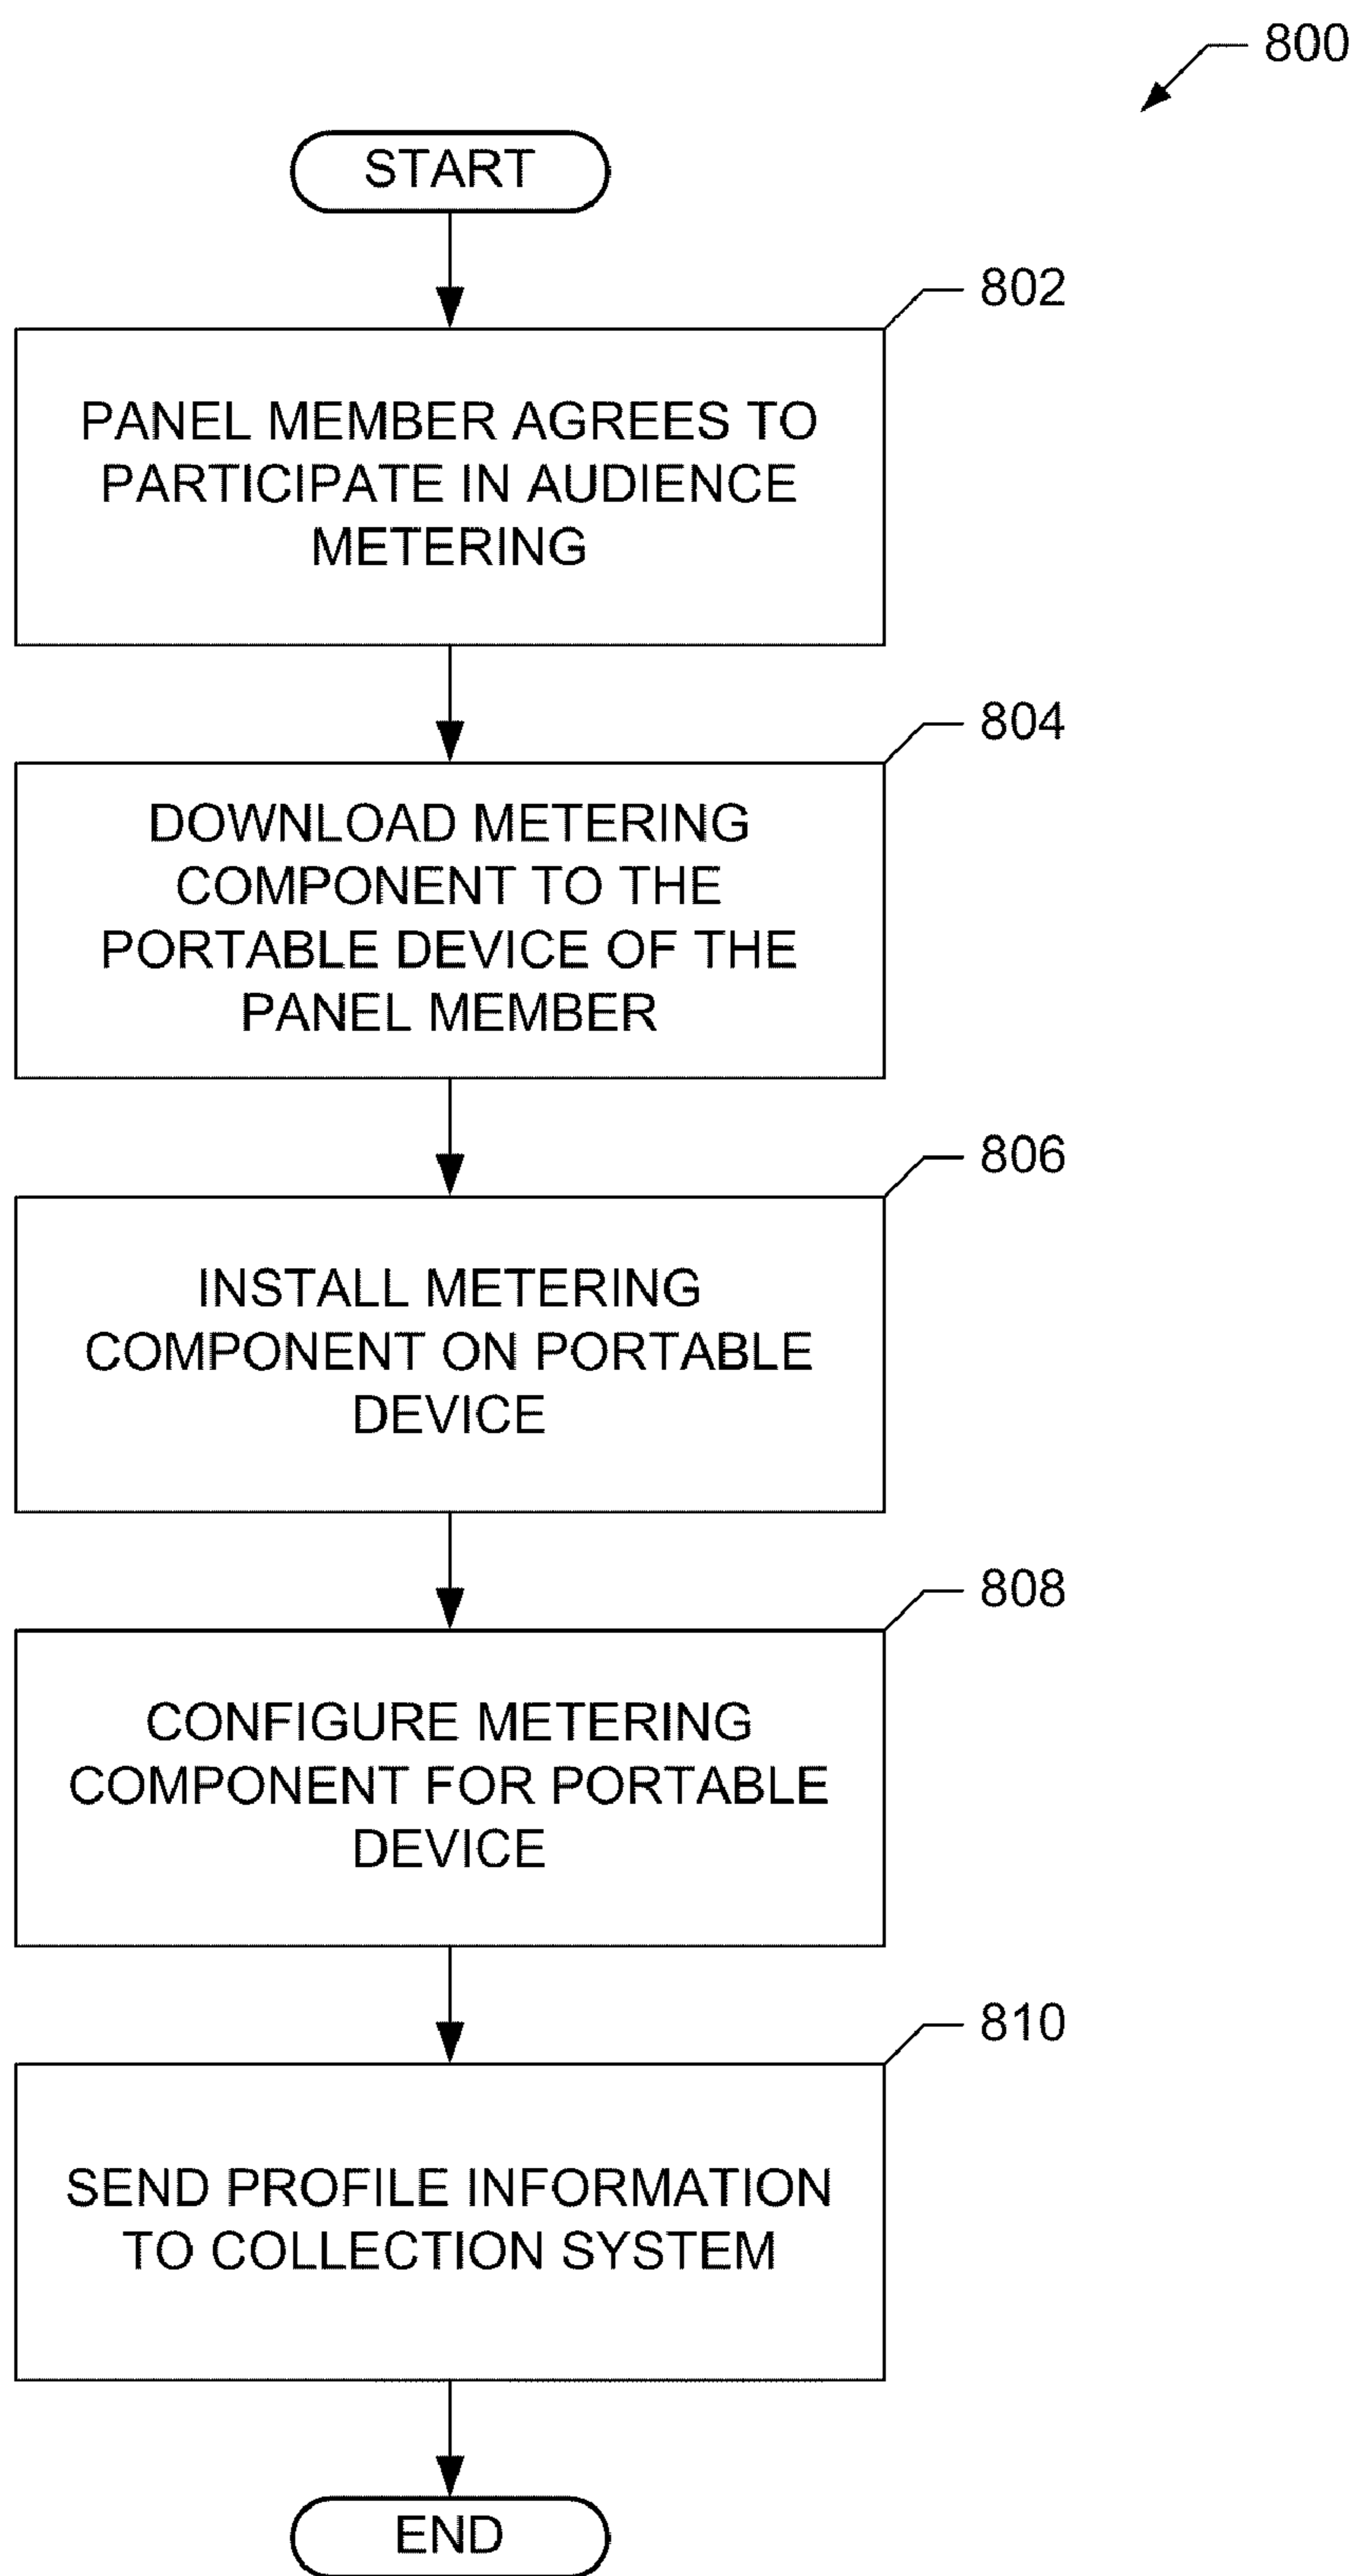 800
START
802
PANEL MEMBER AGREES TO
PARTICIPATE IN AUDIENCE
METERING
804
DOWNLOAD METERING
COMPONENT TO THE
PORTABLE DEVICE OF THE
PANEL MEMBER
806
INSTALL METERING
COMPONENT ON PORTABLE
DEVICE
808
CONFIGURE METERING
COMPONENT FOR PORTABLE
DEVICE
810
SEND PROFILE INFORMATION
TO COLLECTION SYSTEM
END